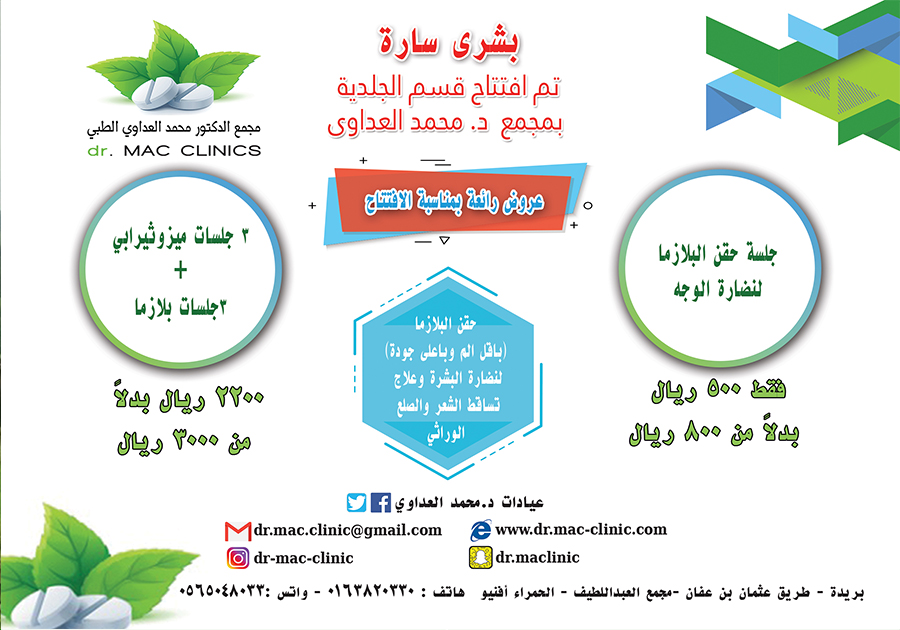 بشرى سارة
تم افتتاح قسم الجلدية
بمجمع د. محمد العداوى
مجمع الدكتور محمد العداوي الطبي
dr. MAC CLINICS
عروض رائعة بمناسبة الافتتاح
جلسة حقن البلازما
لنضارة الوجه
فقط ٥٠٠ ريال
بدلاً من ٨٠٠ ريال
حقن البلازما
(باقل الم وباعلى جودة)
لنضارة البشرة وعلاج
تساقط الشعر والصلع
الوراثي
٣ جلسات ميزوثيرابي
+
٣جلسات بلازما
٢٢٠٠ ريال بدلاً
من ٣٠٠٠ ريال
عيادات د.محمد العداوي
dr.mac.clinic@gmail.com
www.dr.mac-clinic.com
dr-mac-clinic
dr.maclinic
بريدة - طريق عثمان بن عفان -مجمع العبداللطيف - الحمراء أفنيو هاتف : ٠١٦٣٨٢٠٣٣٠ - واتس :٠٥٦٥٠٤٨٠٣٣